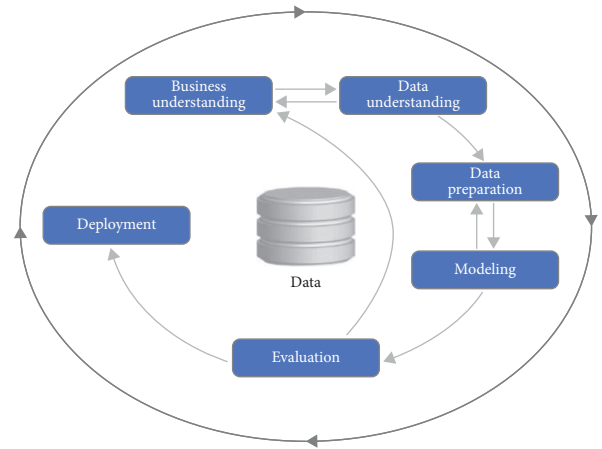 Business
understanding
Data
understanding
Data
preparation
Deployment
Modeling
Data
Evaluation